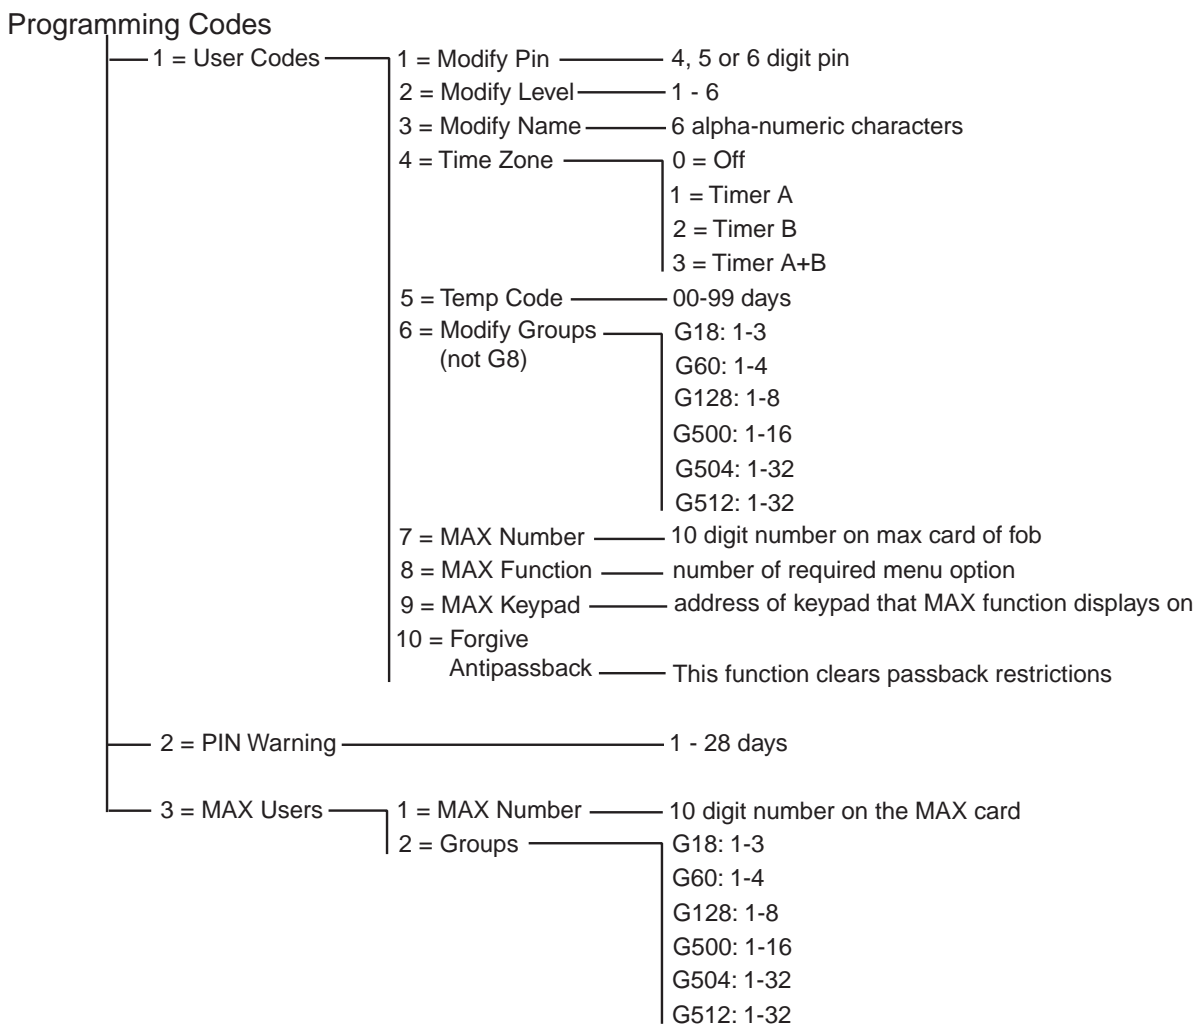 Programming Codes
1 = User Codes
1 = Modify Pin
4, 5 or 6 digit pin
2 = Modify Level
1 - 6
3 = Modify Name
6 alpha-numeric characters
4 = Time Zone
0 = Off
1 = Timer A
2 = Timer B
3 = Timer A+B
5 = Temp Code
00-99 days
6 = Modify Groups
(not G8)
G18: 1-3
G60: 1-4
G128: 1-8
G500: 1-16
G504: 1-32
G512: 1-32
7 = MAX Number
10 digit number on max card of fob
8 = MAX Function
number of required menu option
9 = MAX Keypad
address of keypad that MAX function displays on
10 = Forgive
Antipassback
This function clears passback restrictions
2 = PIN Warning
1 - 28 days
3 = MAX Users
1 = MAX Number
10 digit number on the MAX card
2 = Groups
G18: 1-3
G60: 1-4
G128: 1-8
G500: 1-16
G504: 1-32
G512: 1-32